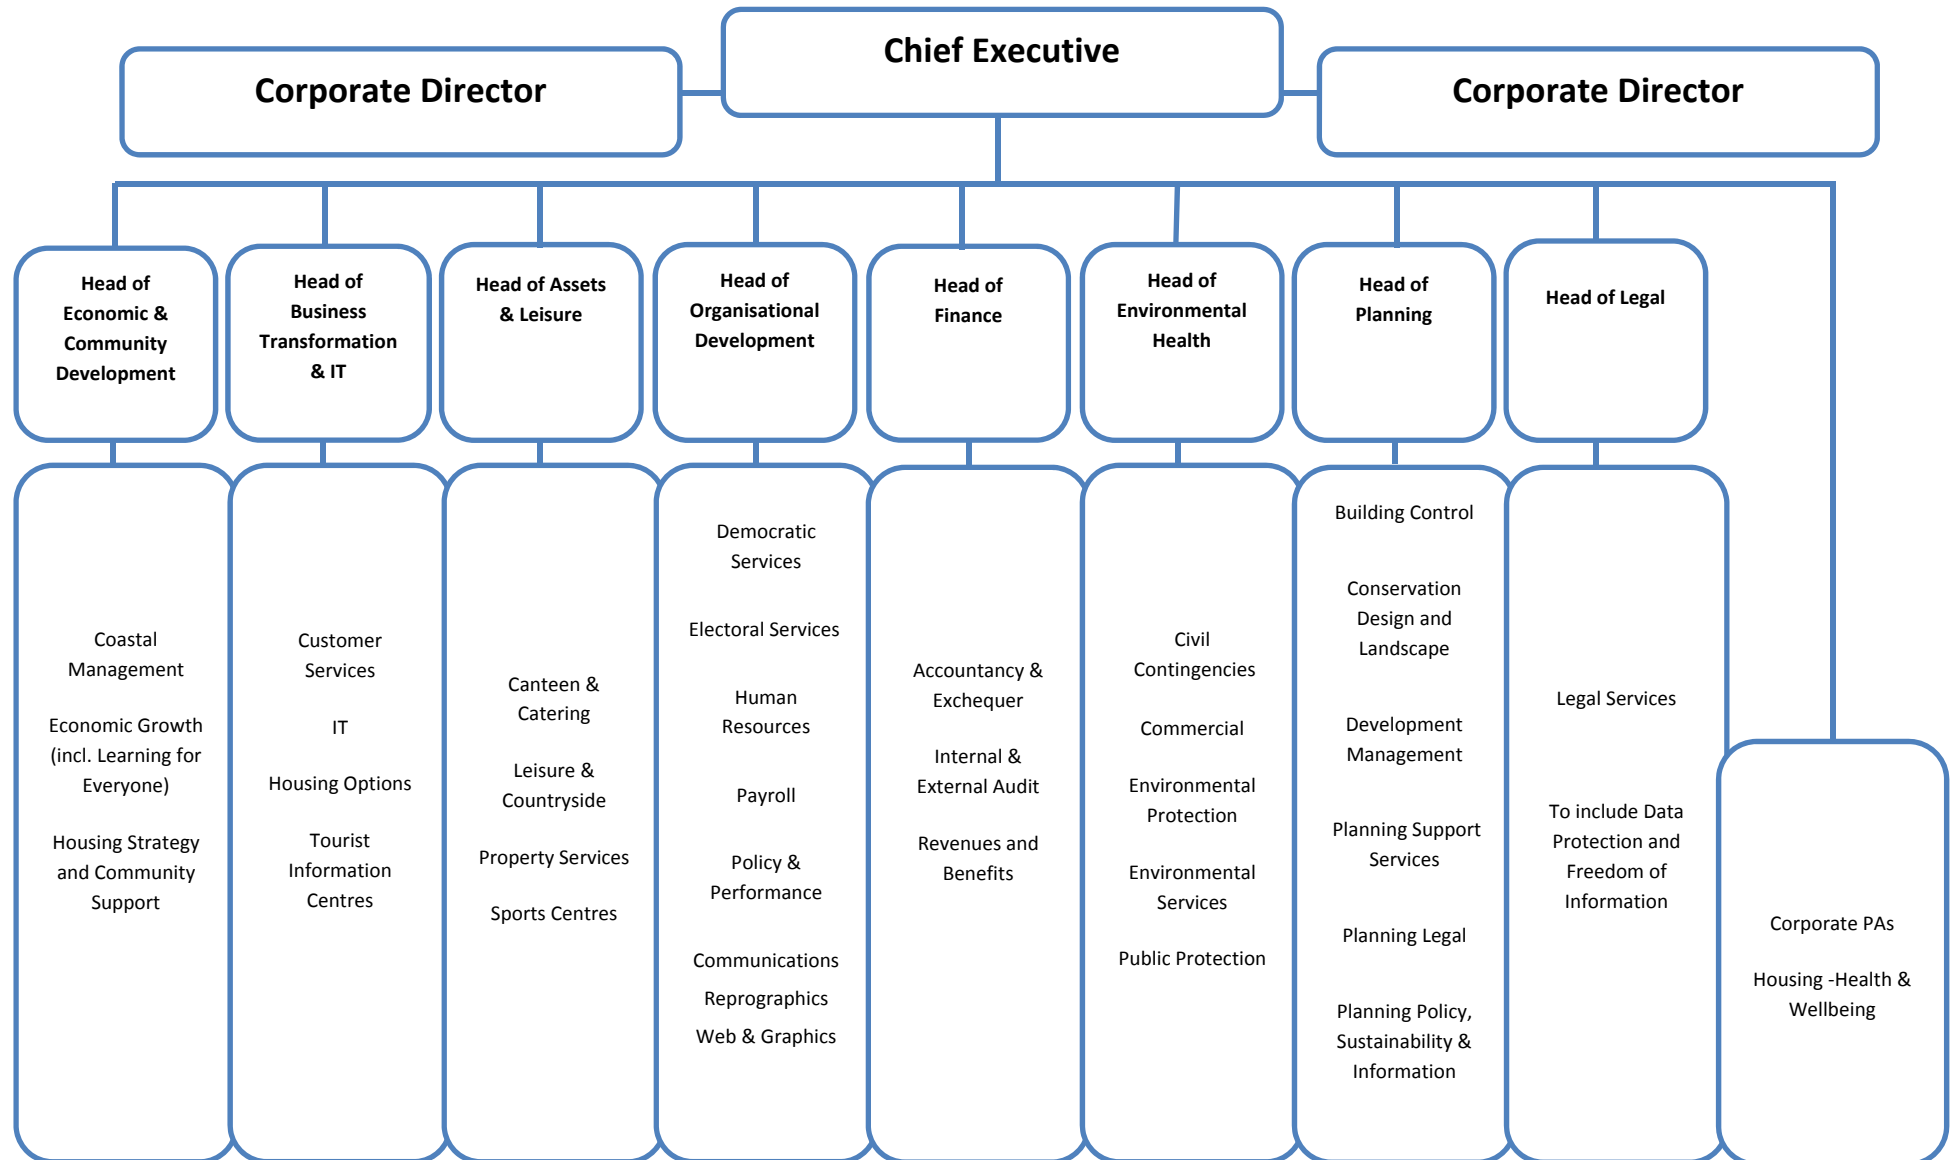 Chief Executive
Corporate Director
Corporate Director
Head of
Economic &
Community
Development
Head of
Business
Transformation
& IT
Head of Assets
& Leisure
Head of
Organisational
Development
Head of
Finance
Head of
Environmental
Health
Head of
Planning
Head of Legal
Coastal
Management
Economic Growth
(incl. Learning for
Everyone)
Housing Strategy
and Community
Support
Customer
Services
IT
Housing Options
Tourist
Information
Centres
Canteen &
Catering
Leisure &
Countryside
Property Services
Sports Centres
Democratic
Services
Electoral Services
Human
Resources
Payroll
Policy &
Performance
Communications
Reprographics
Web & Graphics
Accountancy &
Exchequer
Internal &
External Audit
Revenues and
Benefits
Civil
Contingencies
Commercial
Environmental
Protection
Environmental
Services
Public Protection
Building Control
Conservation
Design and
Landscape
Development
Management
Planning Support
Services
Planning Legal
Planning Policy,
Sustainability &
Information
Legal Services
To include Data
Protection and
Freedom of
Information
Corporate PAs
Housing -Health &
Wellbeing